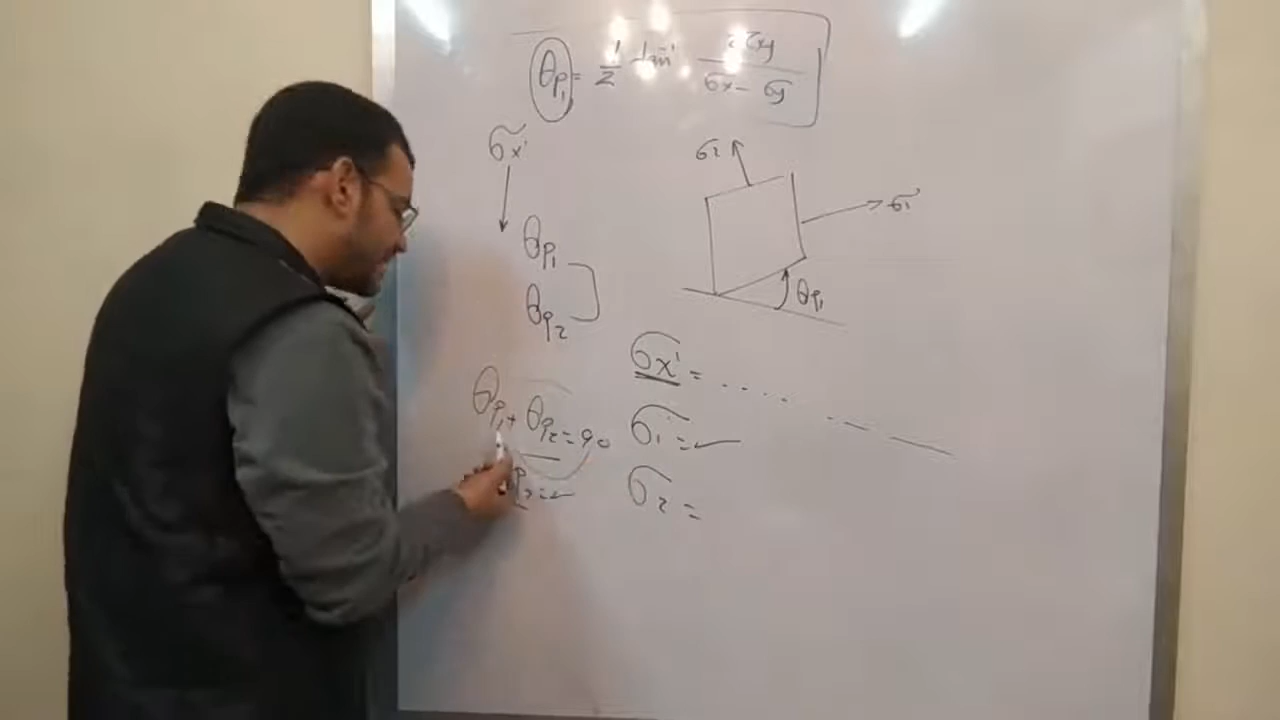 θp₁ = 1/2 tan⁻¹ 2τxy / σx - σy
σx'
σ₂
σ₁
θp₁
θp₂
θp₁
σx' = . . . .
θp₁ + θp₂ = 90
σ₁ =
σ₂ =